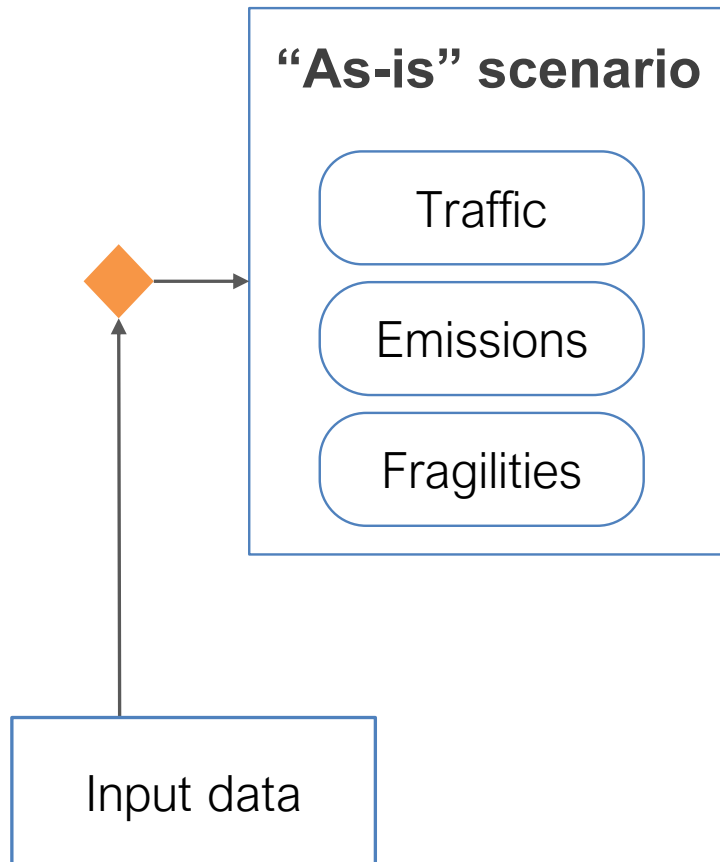 “As-is” scenario
Traffic
Emissions
Fragilities
Input data